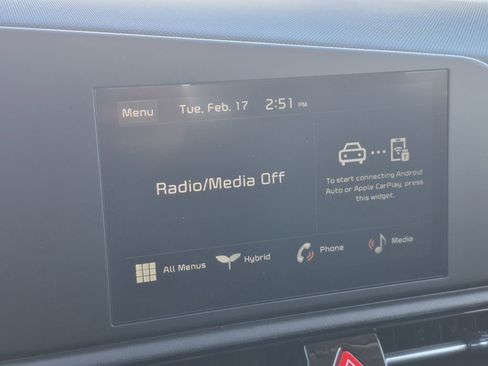 Menu Tue, Feb. 17 2:51 PM
Radio/Media Off
To start connecting Android
Auto or Apple CarPlay, press
this widget.
All Menus Hybrid Phone Media